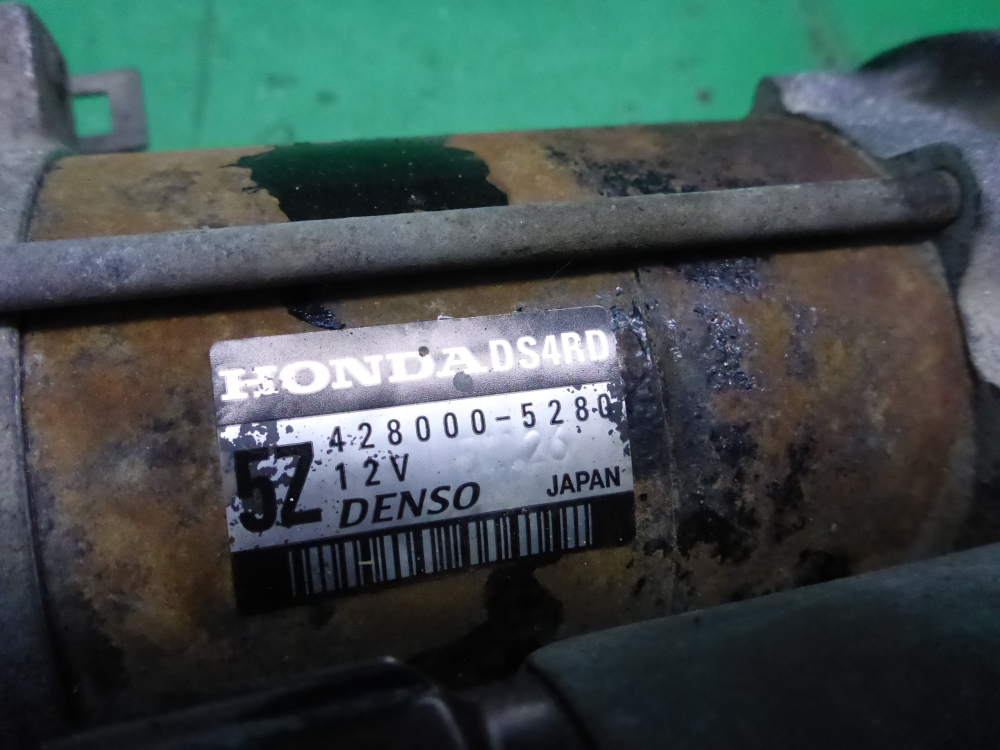 HONDA DS4RD
428000-5280
5Z 12V
DENSO JAPAN